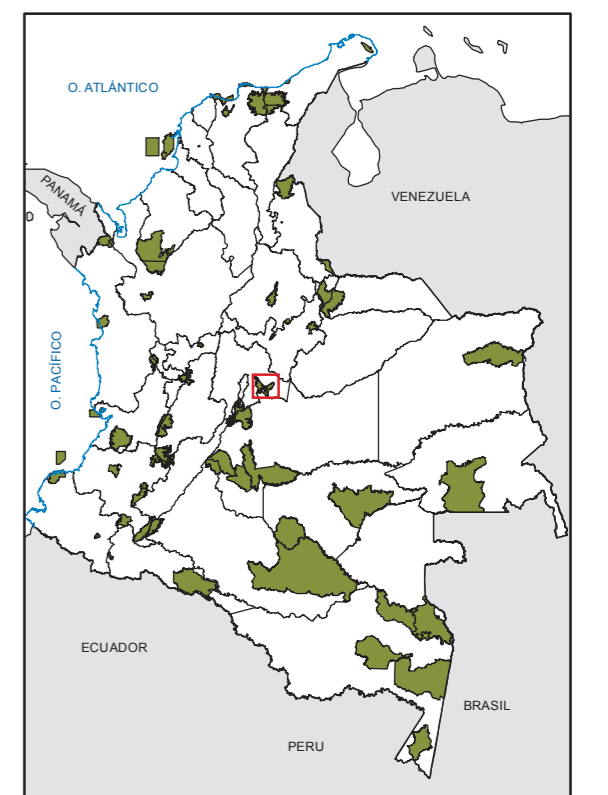 O. ATLÁNTICO
PANAMÁ
VENEZUELA
O. PACÍFICO
ECUADOR
BRASIL
PERU